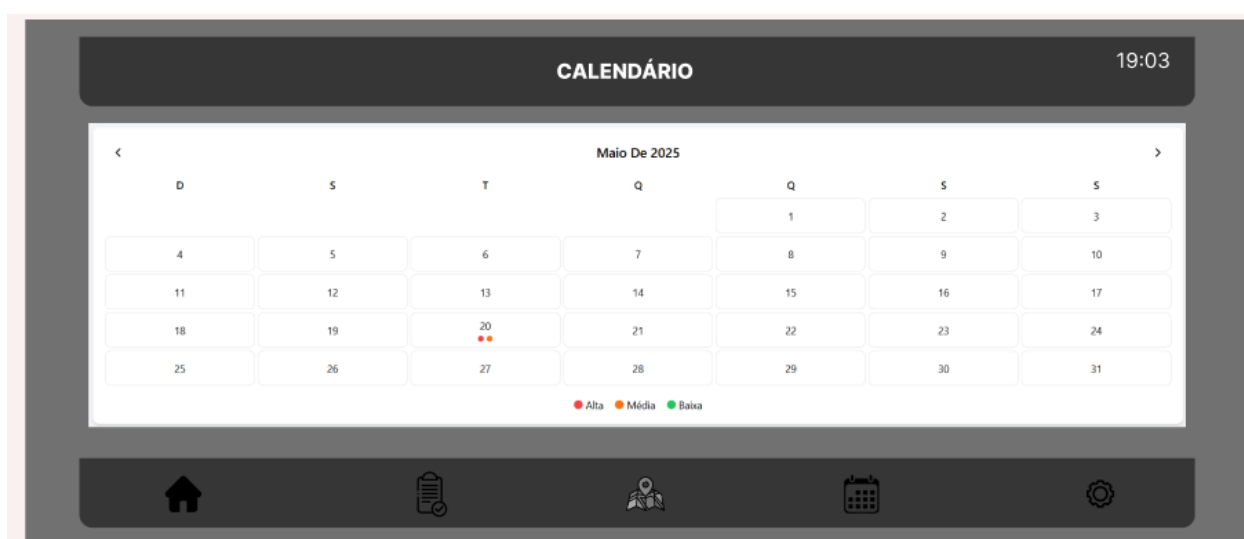 CALENDÁRIO
19:03
Maio De 2025
D S T Q Q S S
1 2 3
4 5 6 7 8 9 10
11 12 13 14 15 16 17
18 19 20 21 22 23 24
25 26 27 28 29 30 31
Alta Média Baixa